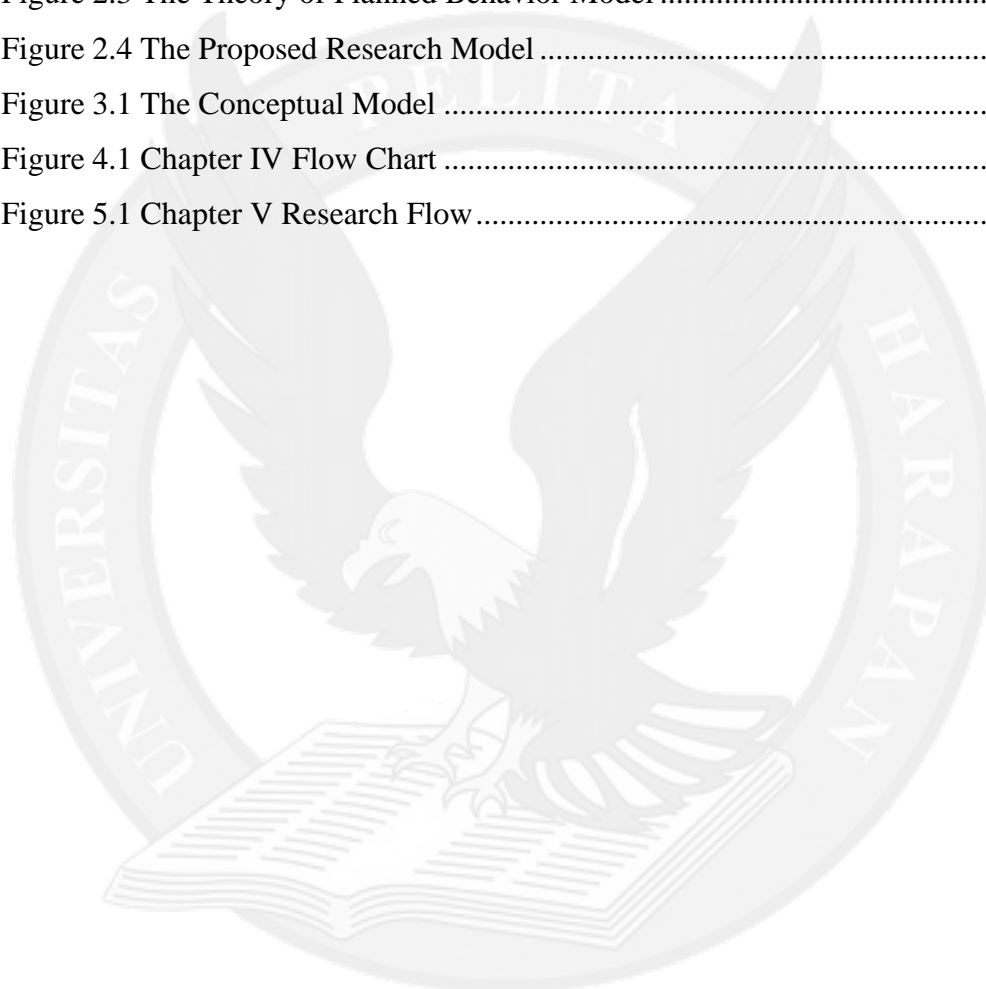 Figure 2.3 The Theory of Planned Behavior Model ........................................
Figure 2.4 The Proposed Research Model ........................................................
Figure 3.1 The Conceptual Model ....................................................................
Figure 4.1 Chapter IV Flow Chart ....................................................................
Figure 5.1 Chapter V Research Flow ................................................................
UNIVERSITAS PELITA HARAPAN